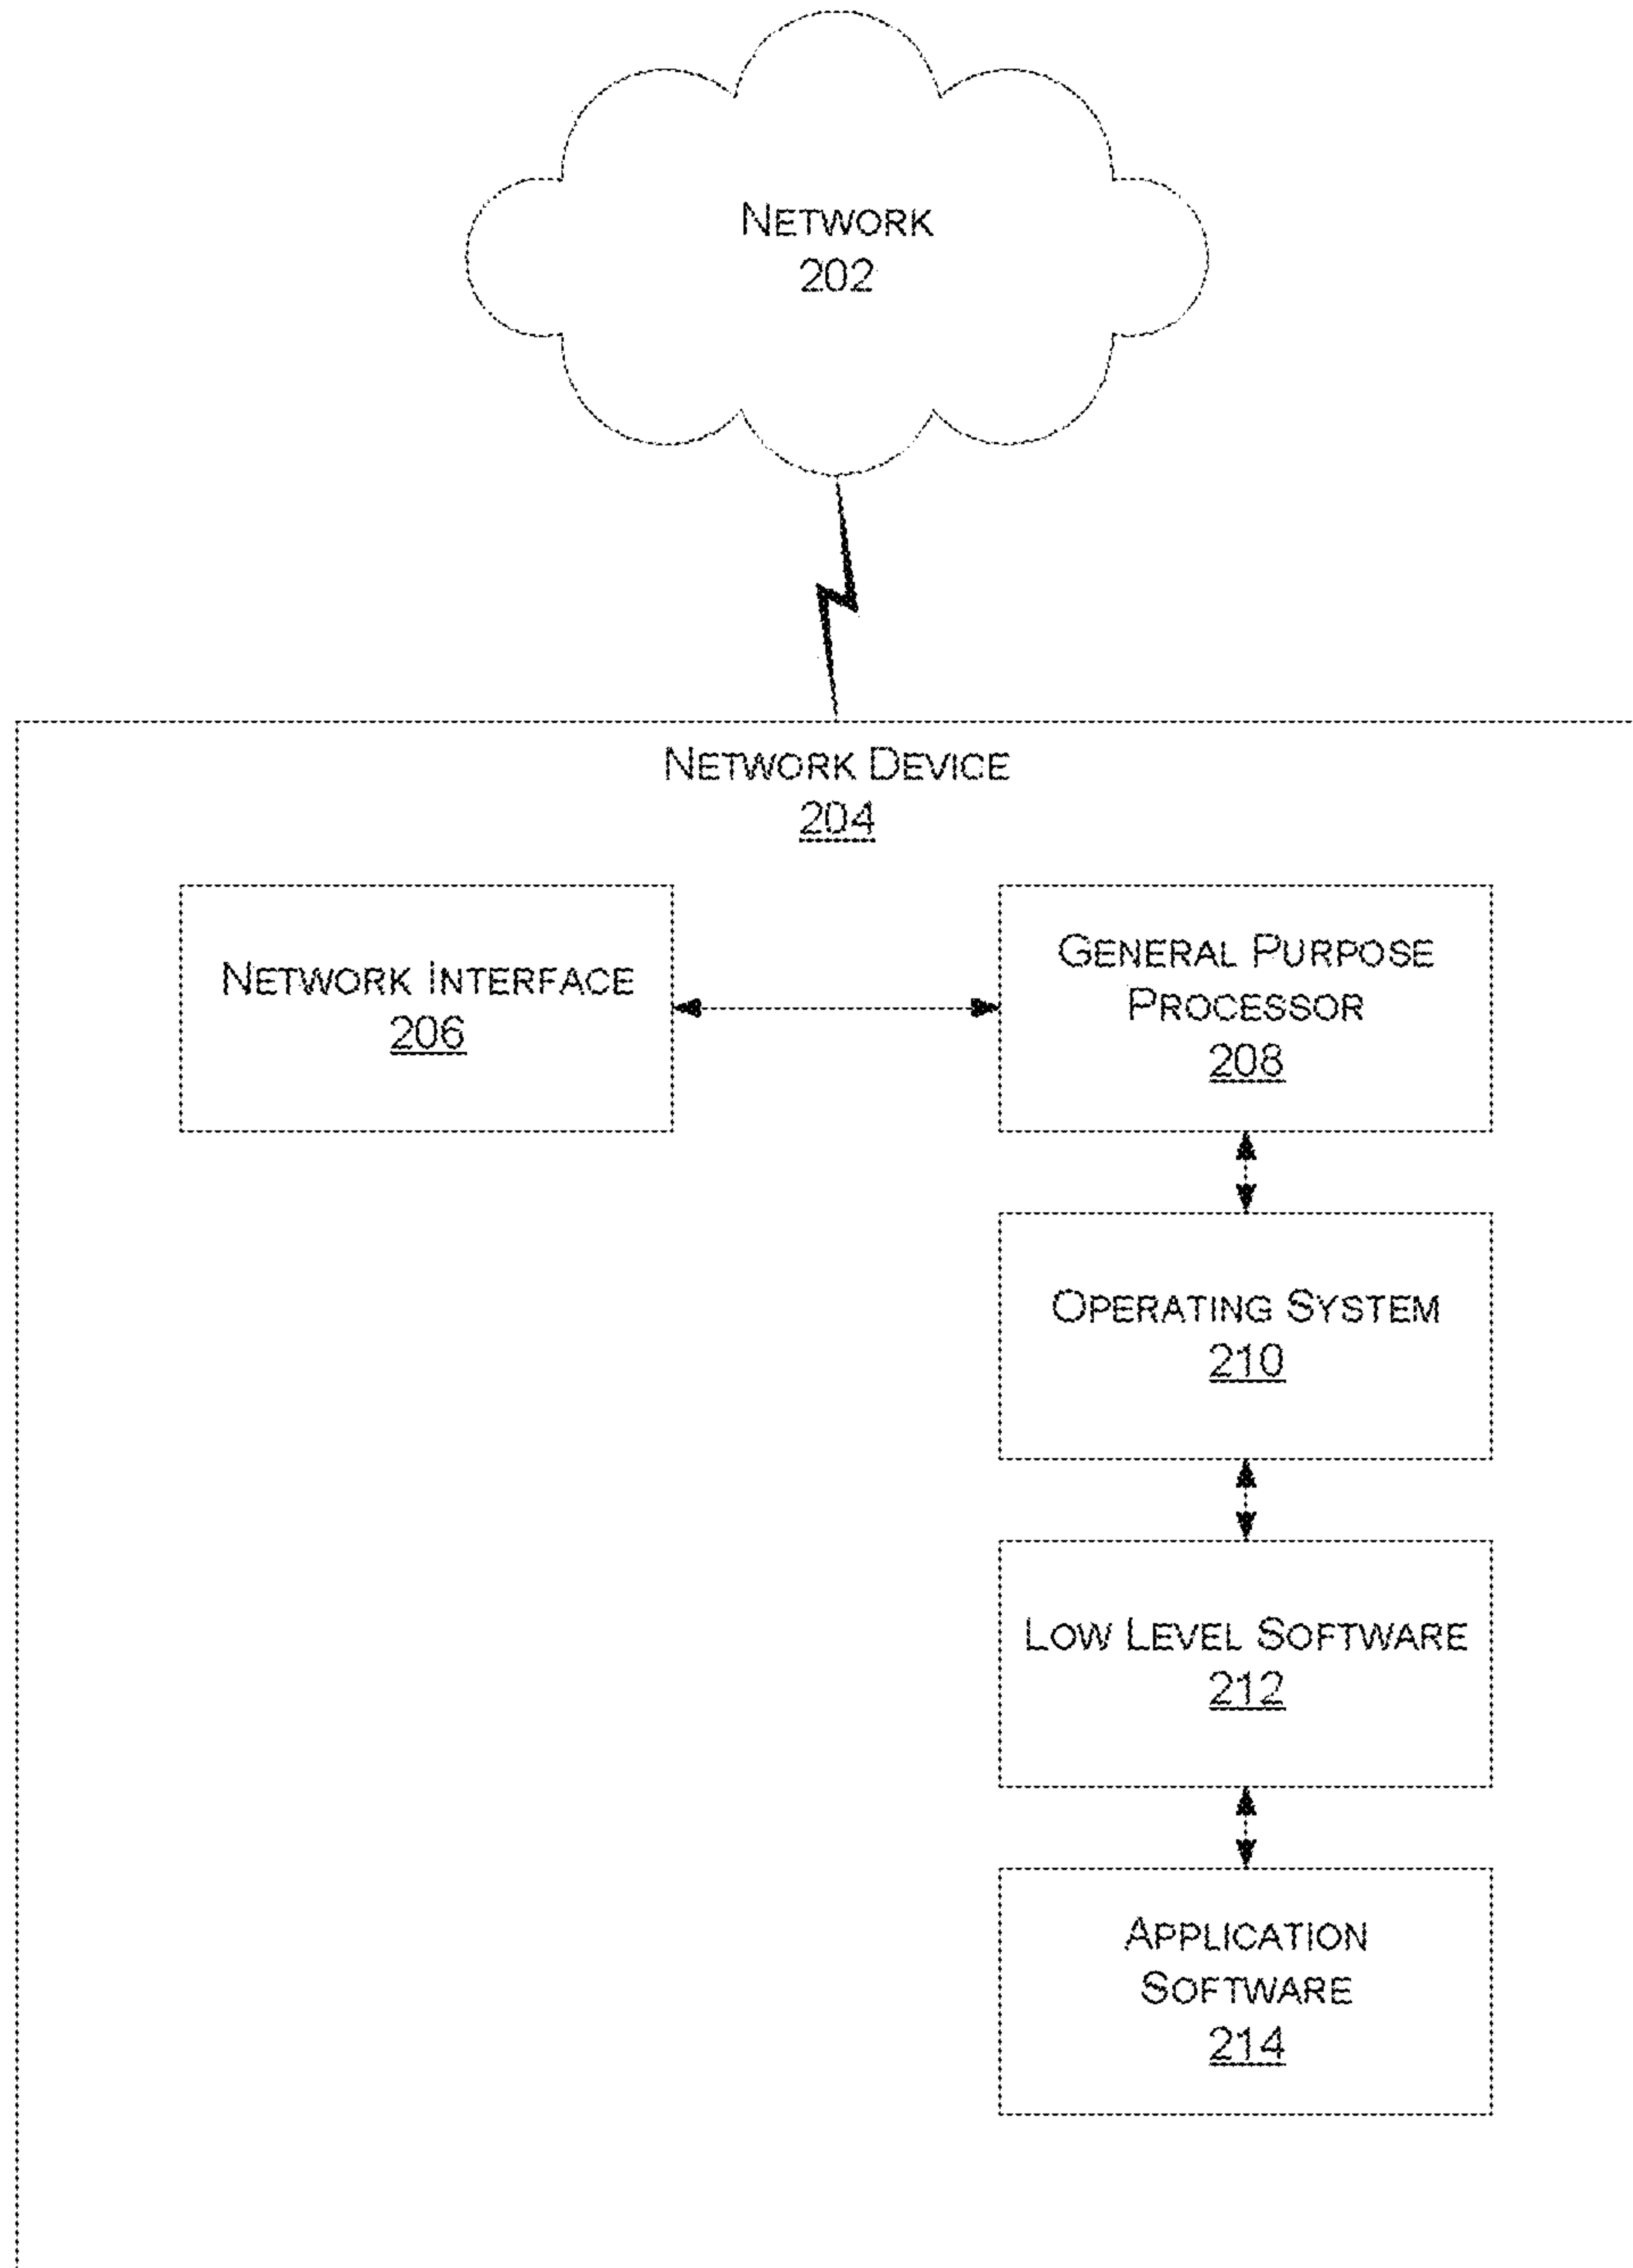 NETWORK
202
NETWORK DEVICE
204
NETWORK INTERFACE
206
GENERAL PURPOSE
PROCESSOR
208
OPERATING SYSTEM
210
LOW LEVEL SOFTWARE
212
APPLICATION
SOFTWARE
214